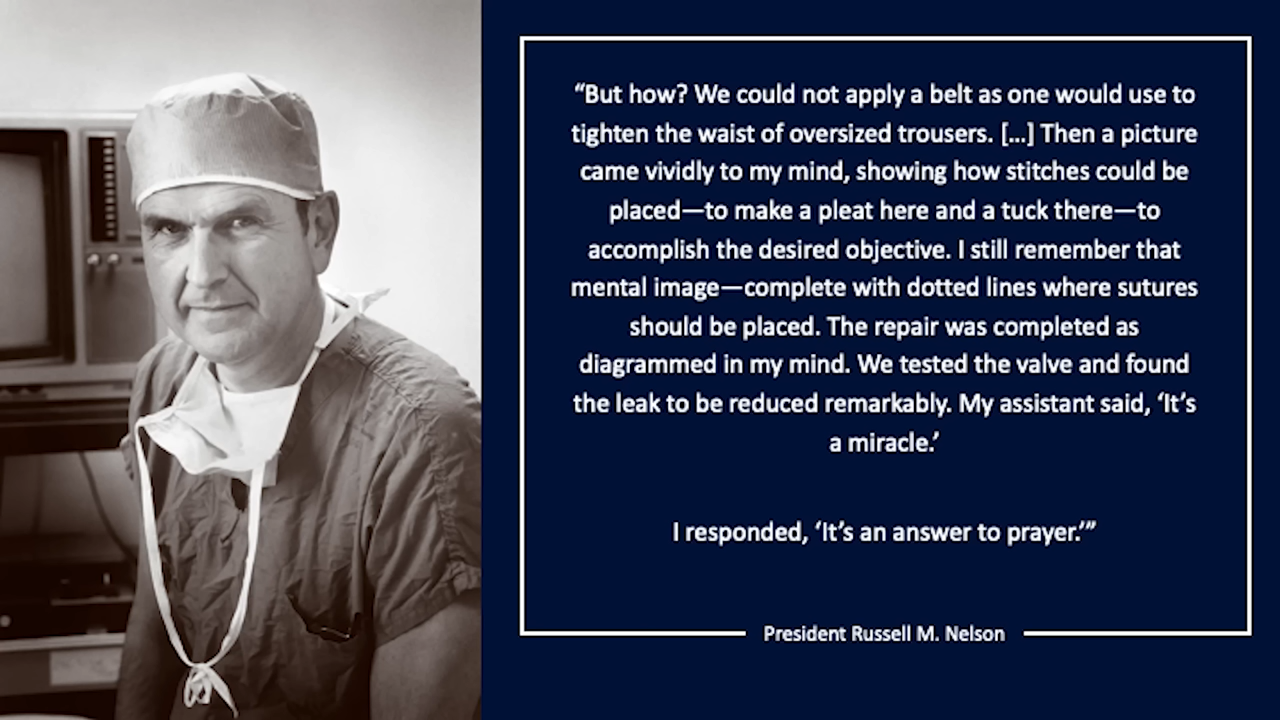 “But how? We could not apply a belt as one would use to
tighten the waist of oversized trousers. [...] Then a picture
came vividly to my mind, showing how stitches could be
placed—to make a pleat here and a tuck there—to
accomplish the desired objective. I still remember that
mental image—complete with dotted lines where sutures
should be placed. The repair was completed as
diagrammed in my mind. We tested the valve and found
the leak to be reduced remarkably. My assistant said, ‘It’s
a miracle.’
I responded, ‘It’s an answer to prayer.’”
President Russell M. Nelson